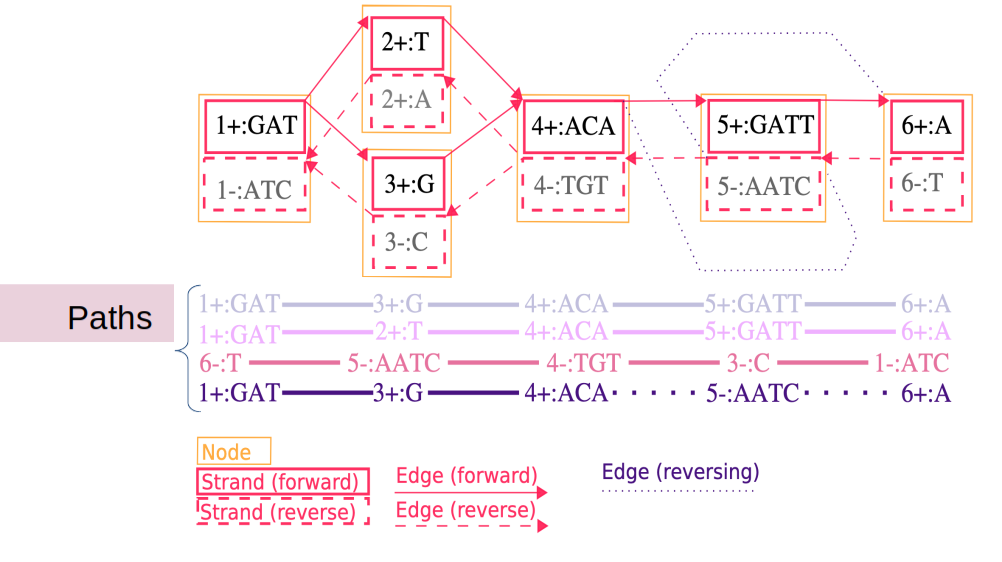 2+:T
2+:A
1+:GAT 4+:ACA 5+:GATT 6+:A
3+:G
1-:ATC 4-:TGT 5-:AATC 6-:T
3-:C
Paths
1+:GAT 3+:G 4+:ACA 5+:GATT 6+:A
1+:GAT 2+:T 4+:ACA 5+:GATT 6+:A
6-:T 5-:AATC 4-:TGT 3-:C 1-:ATC
1+:GAT 3+:G 4+:ACA 5-:AATC 6+:A
Node
Strand (forward)
Strand (reverse)
Edge (forward)
Edge (reverse)
Edge (reversing)